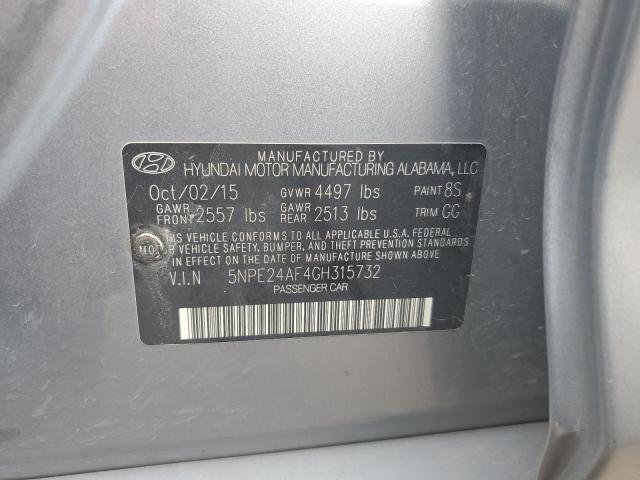 MANUFACTURED BY
HYUNDAI MOTOR MANUFACTURING ALABAMA, LLC
Oct/02/15 GVWR 4497 lbs PAINT 8S
GAWR FRONT 2557 lbs GAWR REAR 2513 lbs TRIM GG
THIS VEHICLE CONFORMS TO ALL APPLICABLE U.S.A. FEDERAL
MOTOR VEHICLE SAFETY, BUMPER, AND THEFT PREVENTION STANDARDS
IN EFFECT ON THE DATE OF MANUFACTURE SHOWN ABOVE.
V.I.N 5NPE24AF4GH315732
PASSENGER CAR